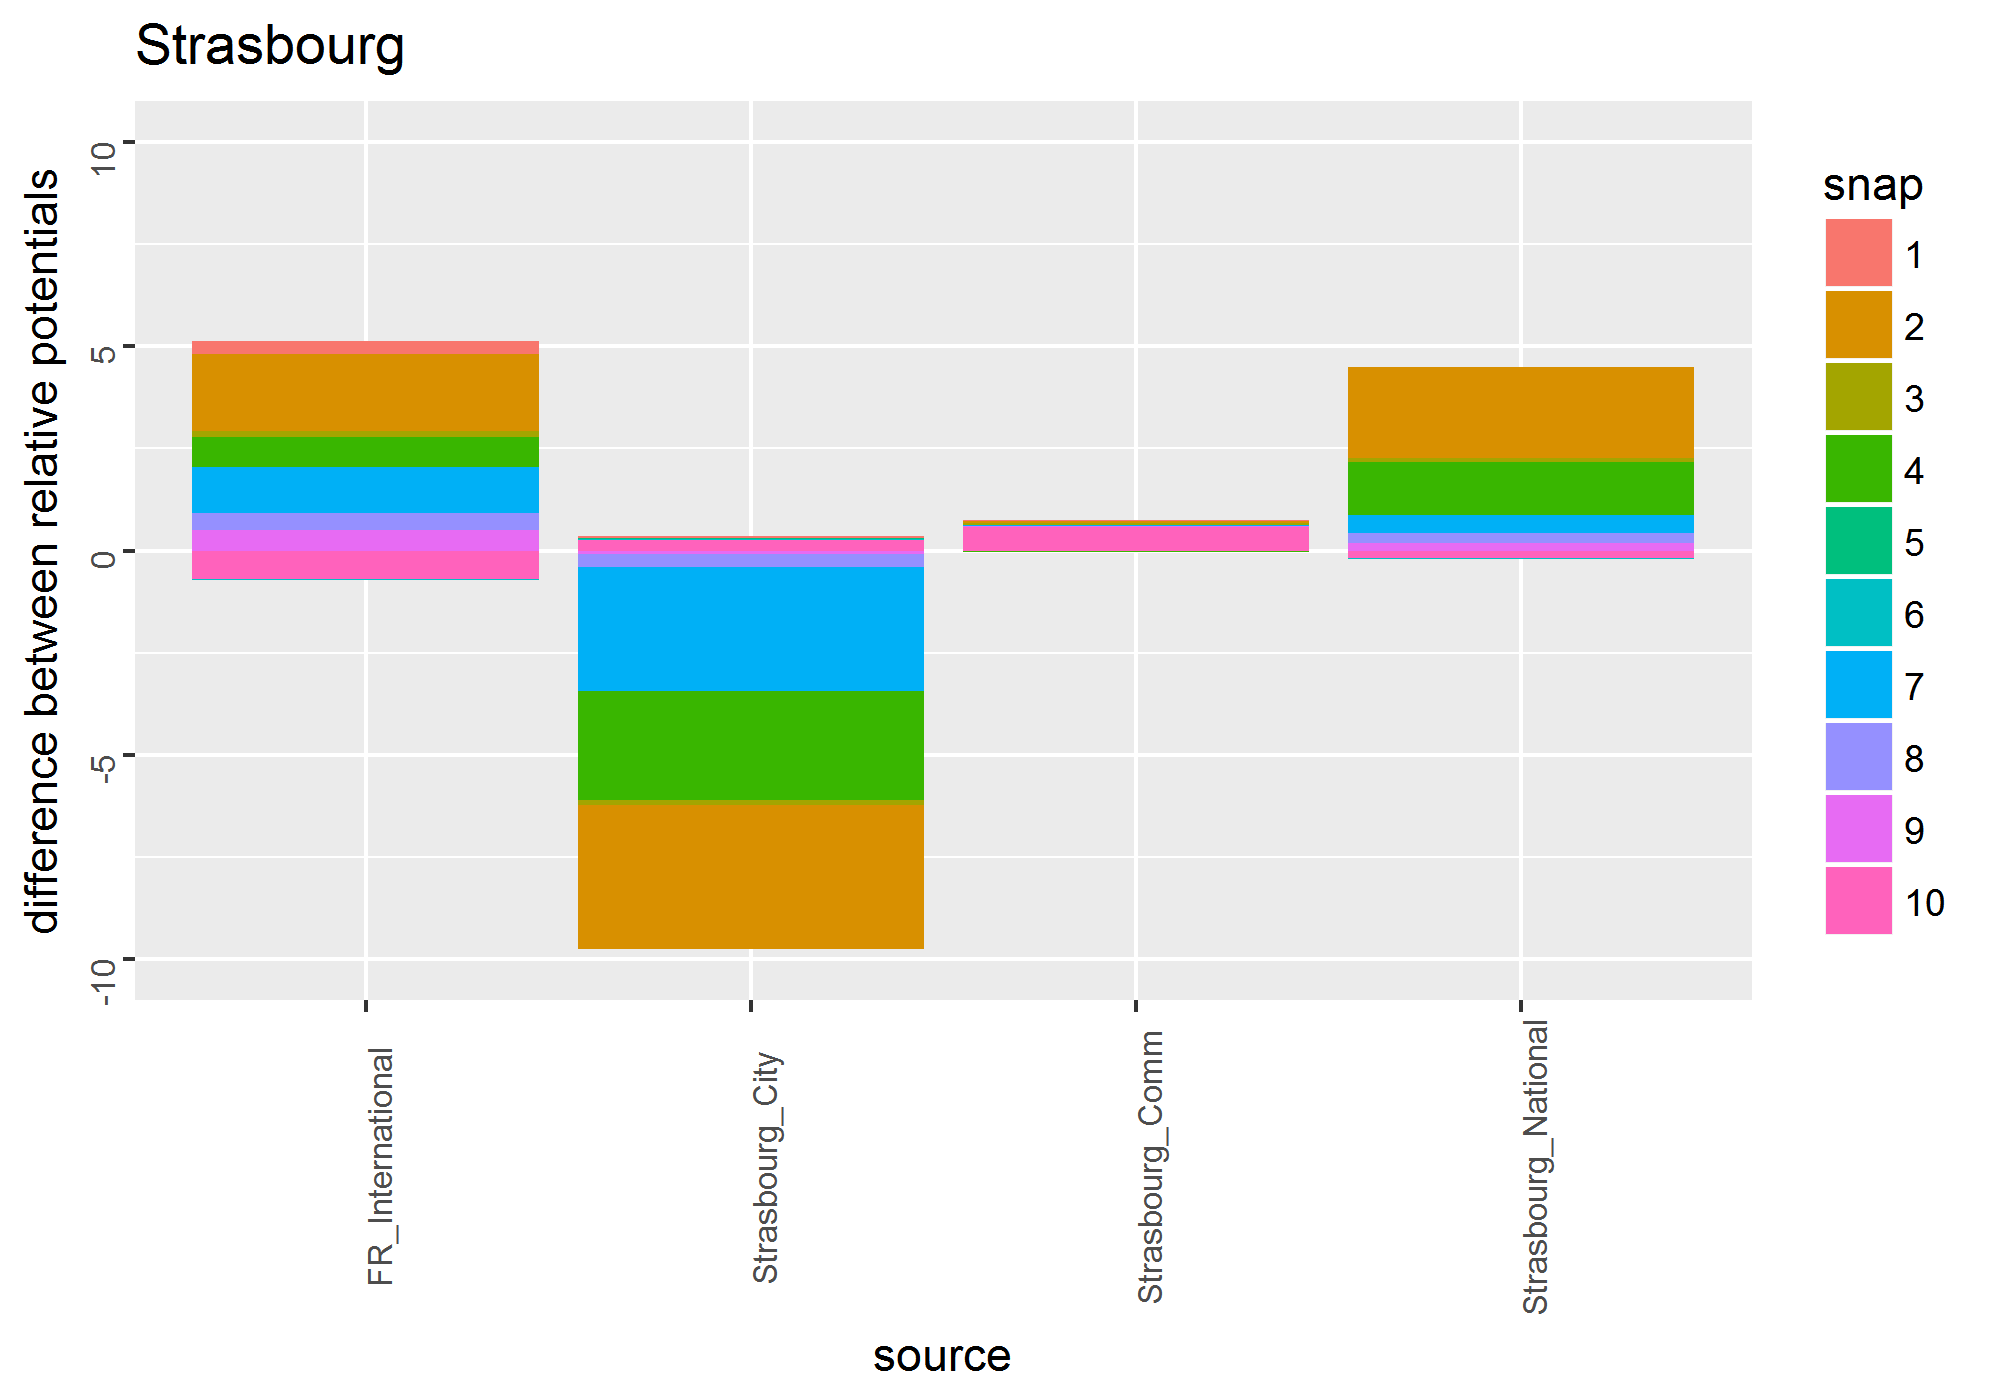 Strasbourg
difference between relative potentials
10
5
0
-5
-10
FR_International
Strasbourg_City
Strasbourg_Comm
Strasbourg_National
source
snap
1
2
3
4
5
6
7
8
9
10